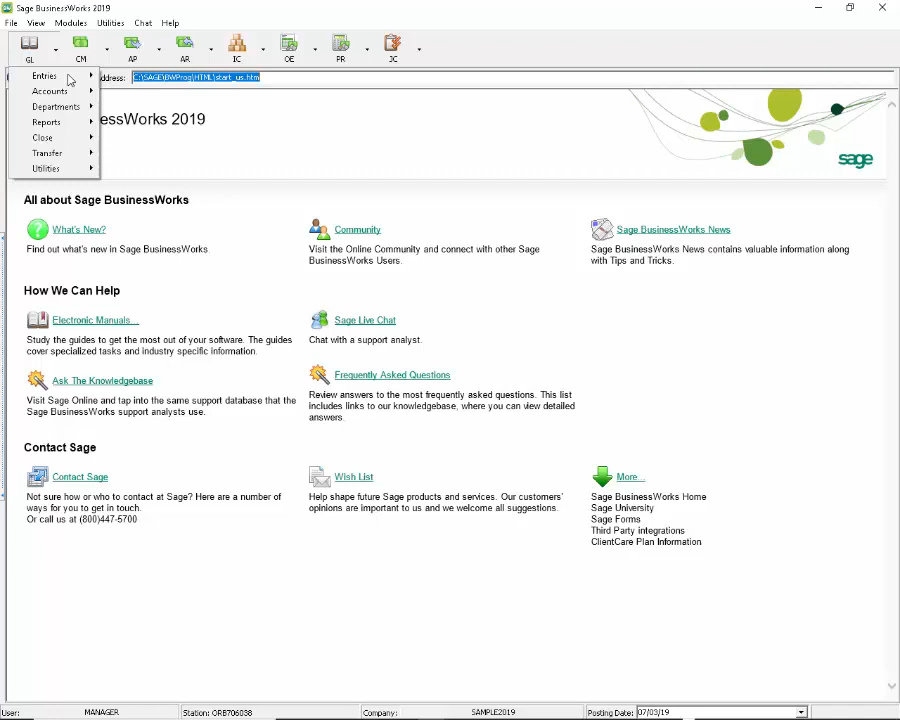 Sage BusinessWorks 2019
File View Modules Utilities Chat Help
GL CM AP AR IC OE PR JC
Entries
ddress: C:\SAGE\BWProg\HTML\start_us.htm
Accounts
Departments
Reports
essWorks 2019
Close
Transfer
sage
Utilities
All about Sage BusinessWorks
What's New?
Find out what's new in Sage BusinessWorks.
Community
Visit the Online Community and connect with other Sage
BusinessWorks Users.
Sage BusinessWorks News
Sage BusinessWorks News contains valuable information along
with Tips and Tricks.
How We Can Help
Electronic Manuals...
Study the guides to get the most out of your software. The guides
cover specialized tasks and industry specific information.
Sage Live Chat
Chat with a support analyst.
Ask The Knowledgebase
Visit Sage Online and tap into the same support database that the
Sage BusinessWorks support analysts use.
Frequently Asked Questions
Review answers to the most frequently asked questions. This list
includes links to our knowledgebase, where you can view detailed
answers.
Contact Sage
Contact Sage
Not sure how or who to contact at Sage? Here are a number of
ways for you to get in touch.
Or call us at (800)447-5700
Wish List
Help shape future Sage products and services. Our customers'
opinions are important to us and we welcome all suggestions.
More...
Sage BusinessWorks Home
Sage University
Sage Forms
Third Party integrations
ClientCare Plan Information
User: MANAGER Station: ORB706038 Company: SAMPLE2019 Posting Date: 07/03/19